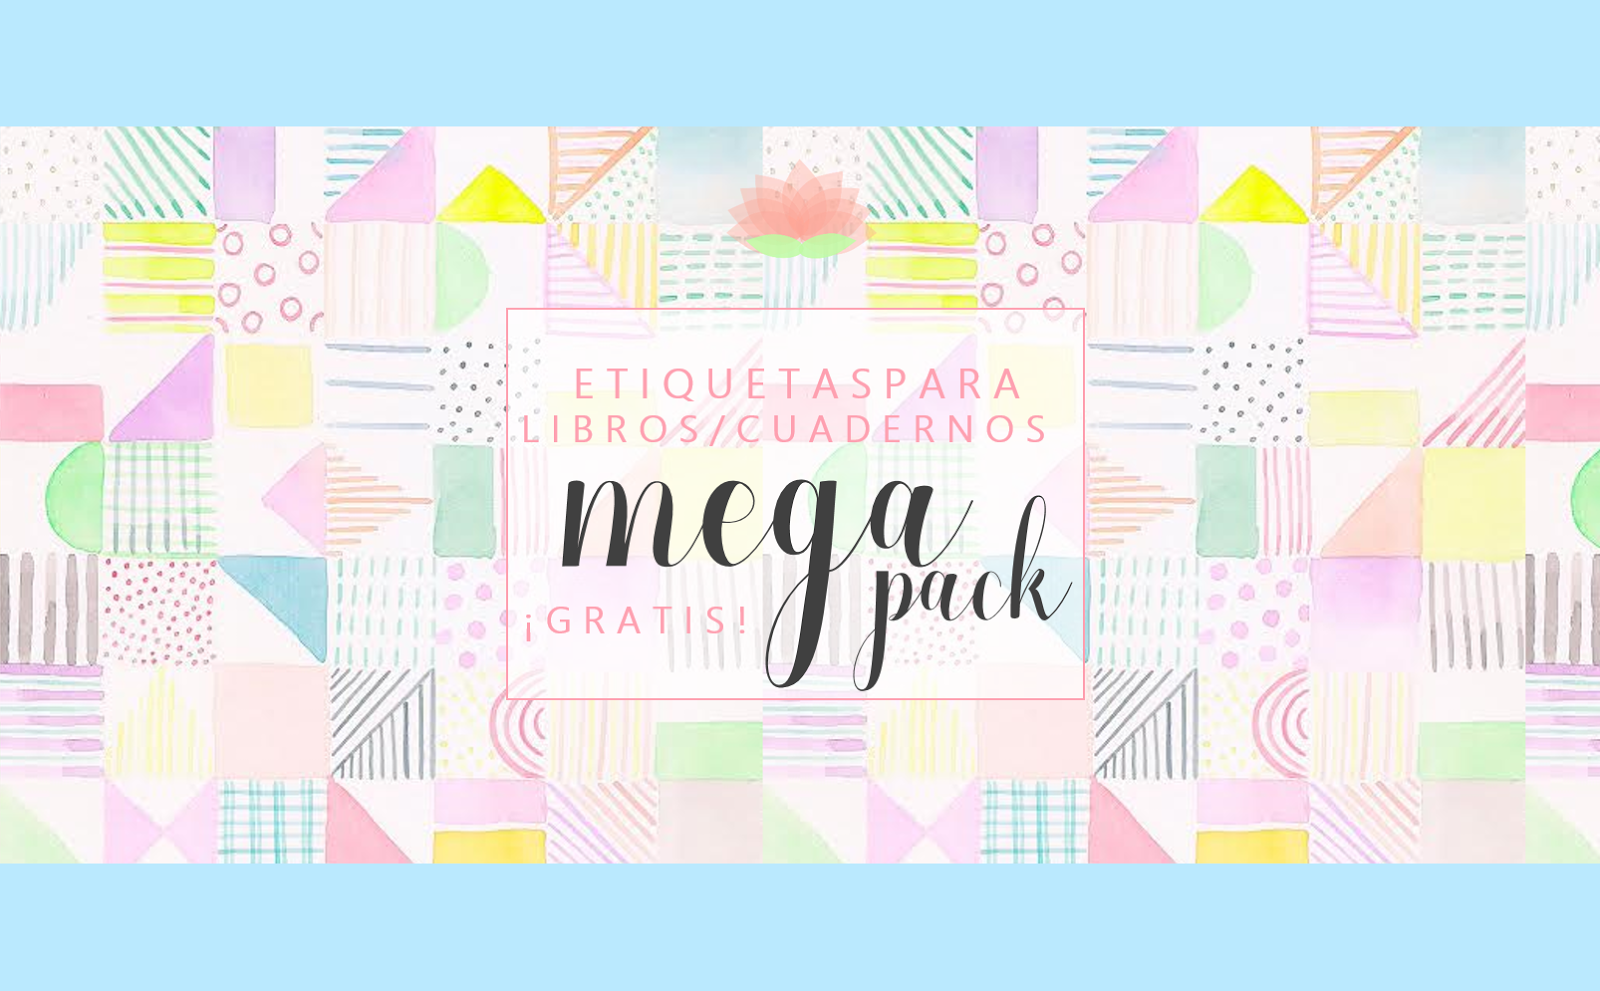 ETIQUETASPARA
LIBROS/CUADERNOS
mega
pack
¡GRATIS!